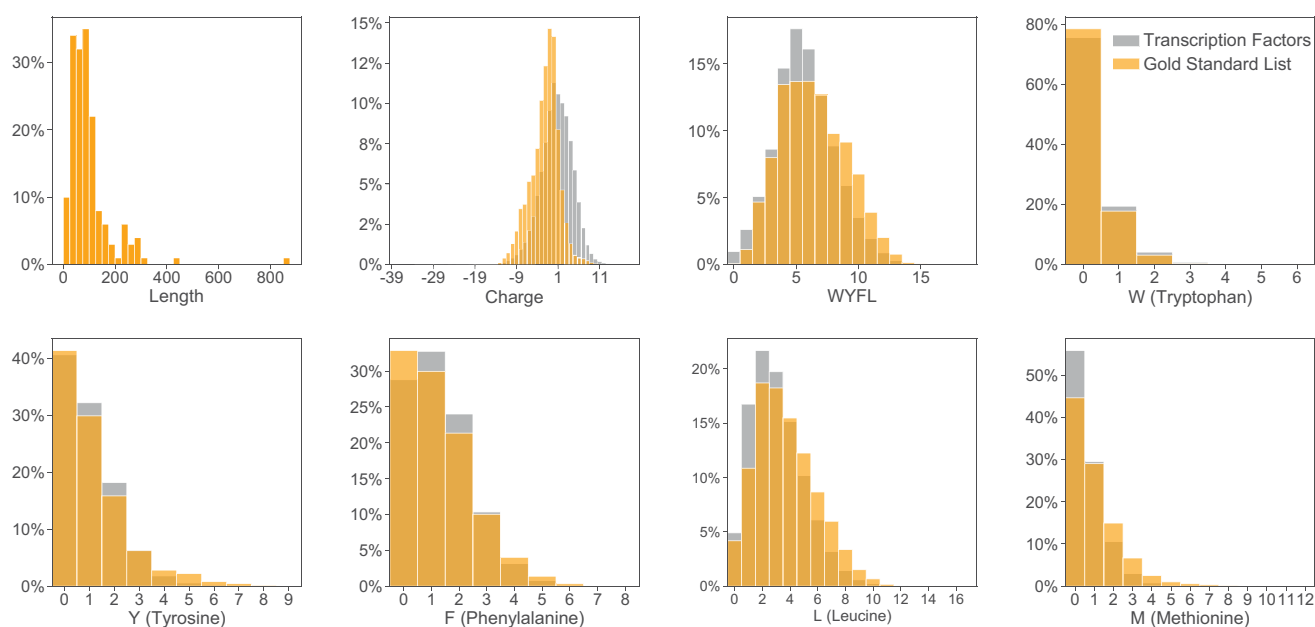 30%
20%
10%
0%
0 200 400 600 800
Length
15%
12%
10%
8%
5%
2%
0%
-39 -29 -19 -9 1 11
Charge
15%
10%
5%
0%
0 5 10 15
WYFL
80%
60%
40%
20%
0%
Transcription Factors
Gold Standard List
0 1 2 3 4 5 6
W (Tryptophan)
40%
30%
20%
10%
0%
0 1 2 3 4 5 6 7 8 9
Y (Tyrosine)
30%
25%
20%
15%
10%
5%
0%
0 1 2 3 4 5 6 7 8
F (Phenylalanine)
20%
15%
10%
5%
0%
0 2 4 6 8 10 12 14 16
L (Leucine)
50%
40%
30%
20%
10%
0%
0 1 2 3 4 5 6 7 8 9 10 11 12
M (Methionine)